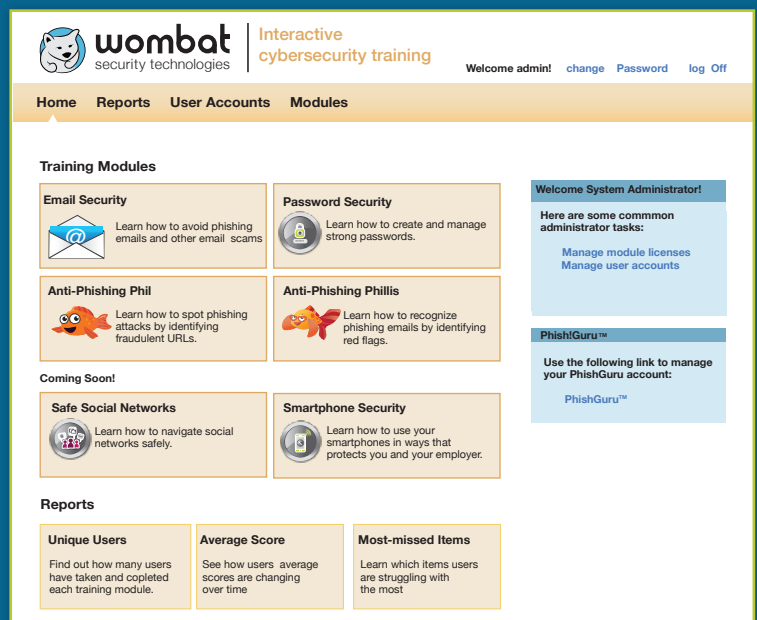 wombat
security technologies
Interactive
cybersecurity training
Welcome admin! change Password log Off
Home Reports User Accounts Modules
Training Modules
Email Security
Learn how to avoid phishing
emails and other email scams
Password Security
Learn how to create and manage
strong passwords.
Anti-Phishing Phil
Learn how to spot phishing
attacks by identifying
fraudulent URLs.
Anti-Phishing Phillis
Learn how to recognize
phishing emails by identifying
red flags.
Coming Soon!
Safe Social Networks
Learn how to navigate social
networks safely.
Smartphone Security
Learn how to use your
smartphones in ways that
protects you and your employer.
Reports
Unique Users
Find out how many users
have taken and copleted
each training module.
Average Score
See how users average
scores are changing
over time
Most-missed Items
Learn which items users
are struggling with
the most
Welcome System Administrator!
Here are some commmon
administrator tasks:
Manage module licenses
Manage user accounts
Phish!Guru™
Use the following link to manage
your PhishGuru account:
PhishGuru™